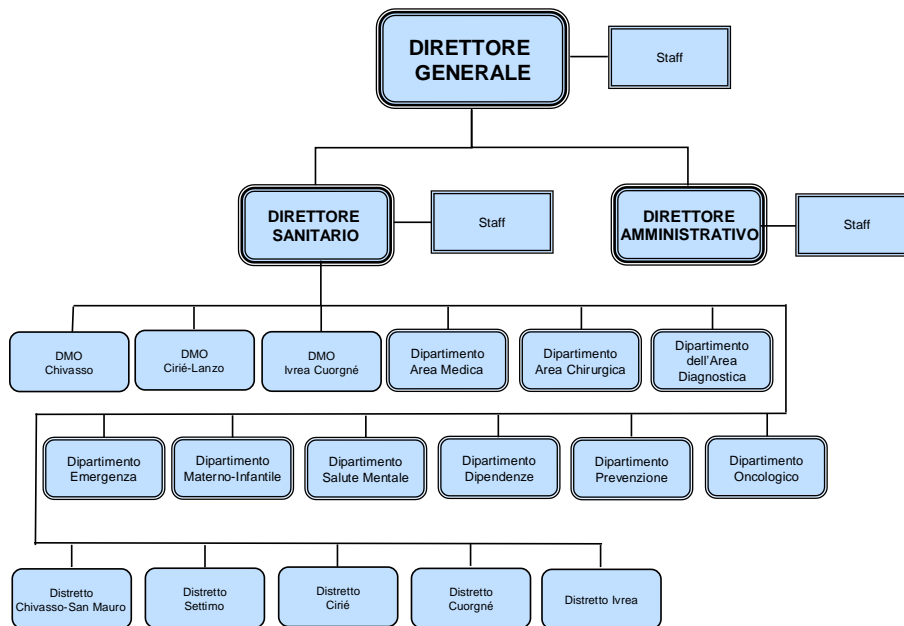 DIRETTORE
GENERALE
Staff
DIRETTORE
SANITARIO
Staff
DIRETTORE
AMMINISTRATIVO
Staff
DMO
Chivasso
DMO
Cirié-Lanzo
DMO
Ivrea Cuorgné
Dipartimento
Area Medica
Dipartimento
Area Chirurgica
Dipartimento
dell'Area
Diagnostica
Dipartimento
Emergenza
Dipartimento
Materno-Infantile
Dipartimento
Salute Mentale
Dipartimento
Dipendenze
Dipartimento
Prevenzione
Dipartimento
Oncologico
Distretto
Chivasso-San Mauro
Distretto
Settimo
Distretto
Cirié
Distretto
Cuorgné
Distretto Ivrea